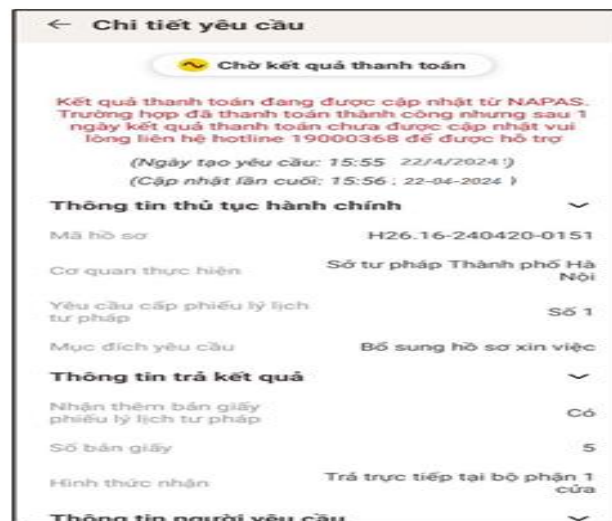 ← Chi tiết yêu cầu
Chờ kết quả thanh toán
Kết quả thanh toán đang được cập nhật từ NAPAS.
Trường hợp đã thanh toán thành công nhưng sau 1
ngày kết quả thanh toán chưa được cập nhật vui
lòng liên hệ hotline 19000368 để được hỗ trợ
(Ngày tạo yêu cầu: 15:55 22/4/2024 !)
(Cập nhật lần cuối: 15:56 : 22-04-2024 )
Thông tin thủ tục hành chính
Mã hồ sơ H26.16-240420-0151
Cơ quan thực hiện Sở tư pháp Thành phố Hà
Nội
Yêu cầu cấp phiếu lý lịch
tư pháp Số 1
Mục đích yêu cầu Bổ sung hồ sơ xin việc
Thông tin trả kết quả
Nhận thêm bản giấy
phiếu lý lịch tư pháp Có
Số bản giấy 5
Hình thức nhận Trả trực tiếp tại bộ phận 1
cửa
Thông tin người yêu cầu